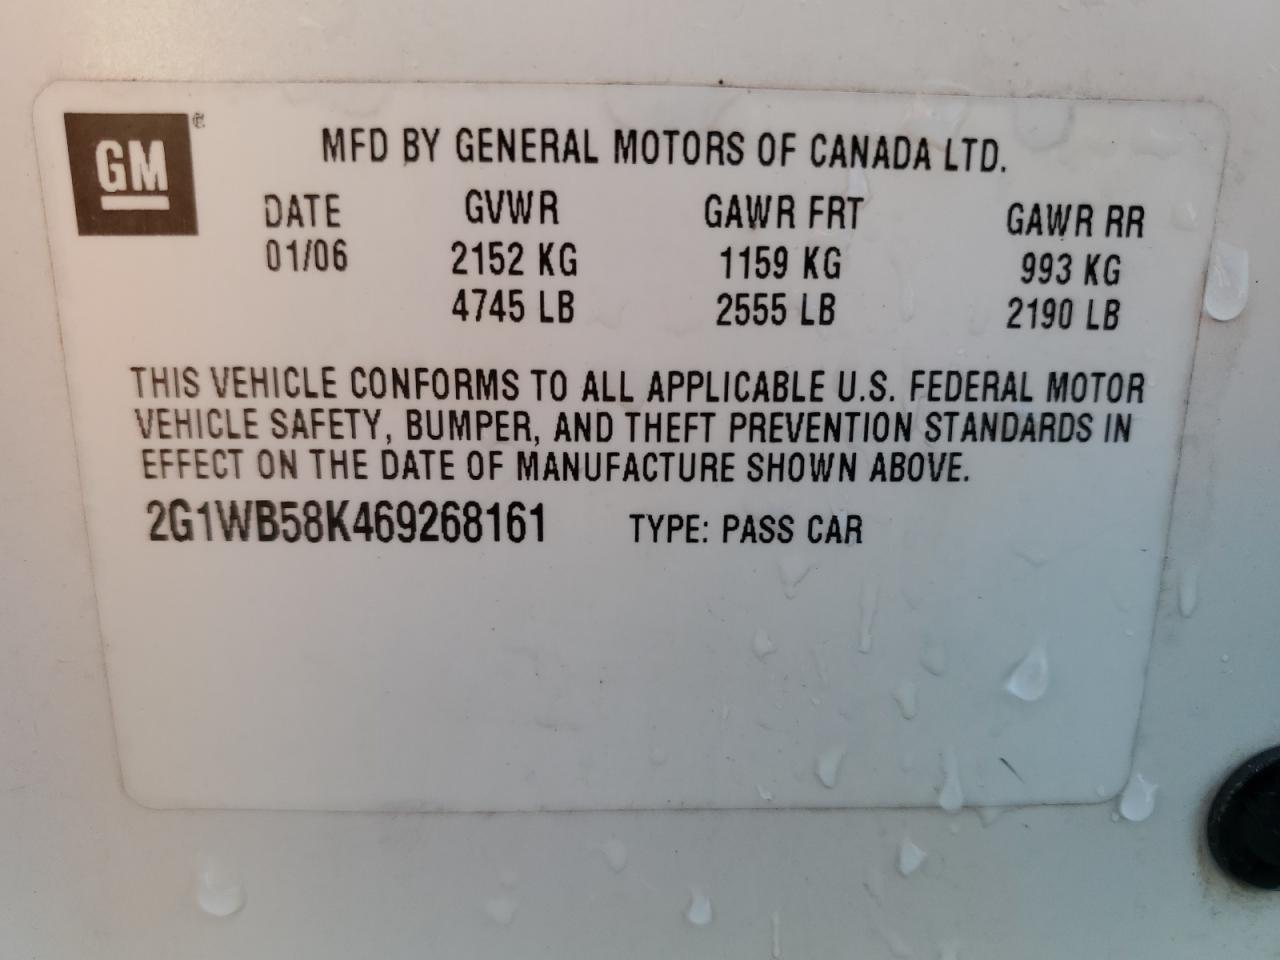 GM
MFD BY GENERAL MOTORS OF CANADA LTD.
DATE GVWR GAWR FRT GAWR RR
01/06 2152 KG 1159 KG 993 KG
4745 LB 2555 LB 2190 LB
THIS VEHICLE CONFORMS TO ALL APPLICABLE U.S. FEDERAL MOTOR
VEHICLE SAFETY, BUMPER, AND THEFT PREVENTION STANDARDS IN
EFFECT ON THE DATE OF MANUFACTURE SHOWN ABOVE.
2G1WB58K469268161 TYPE: PASS CAR